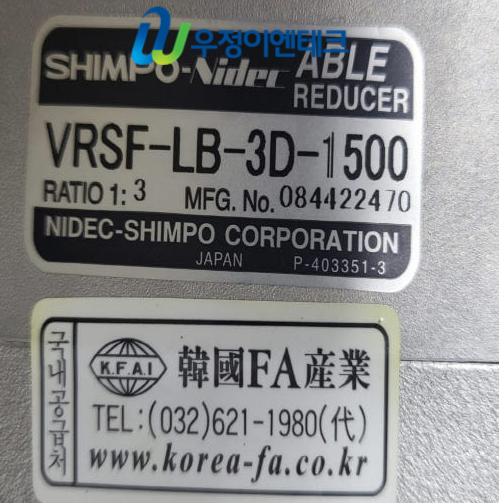 우정이엔테크
SHIMPO-Nidec ABLE
REDUCER
VRSF-LB-3D-1500
RATIO 1: 3 MFG. No. 084422470
NIDEC-SHIMPO CORPORATION
JAPAN P-403351-3
국내공급처
K.F.A.I
韓國FA産業
TEL:(032)621-1980(代)
www.korea-fa.co.kr